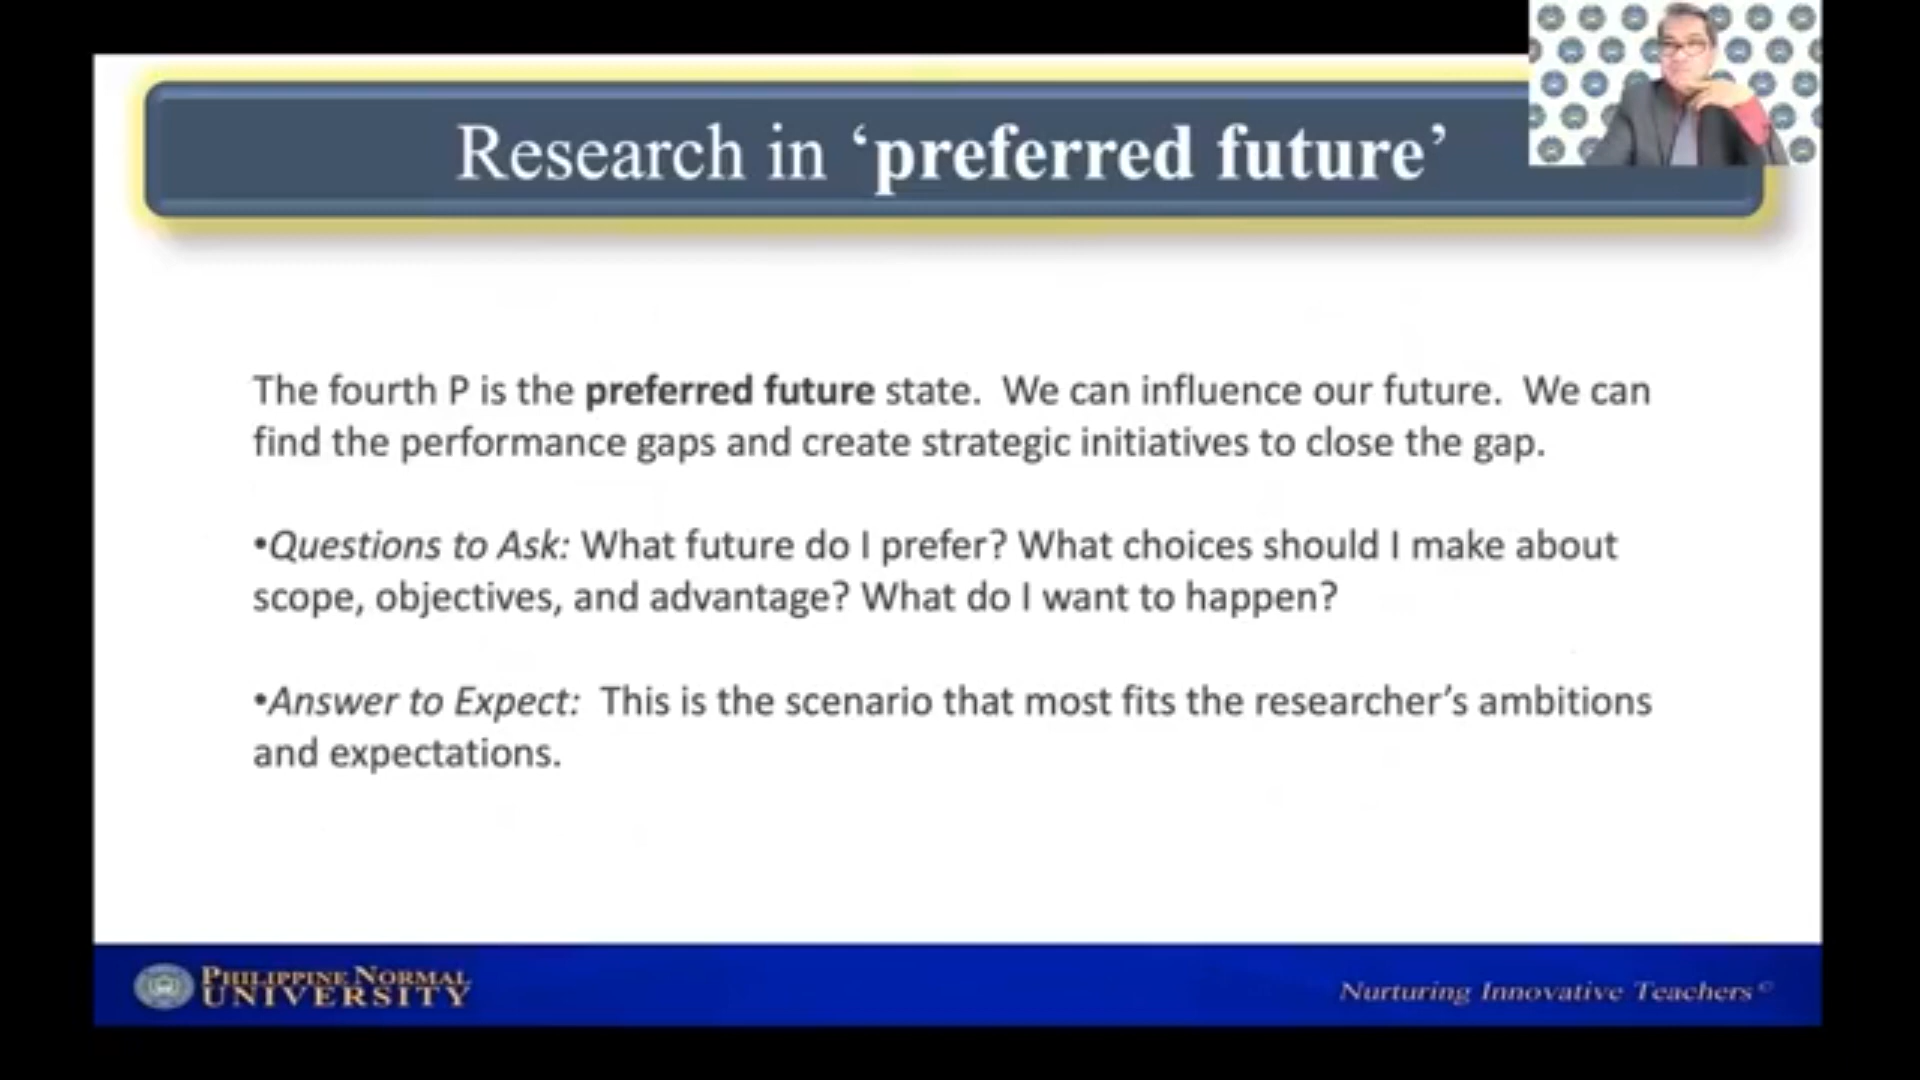 Research in ‘preferred future’
The fourth P is the preferred future state. We can influence our future. We can
find the performance gaps and create strategic initiatives to close the gap.
•Questions to Ask: What future do I prefer? What choices should I make about
scope, objectives, and advantage? What do I want to happen?
•Answer to Expect: This is the scenario that most fits the researcher’s ambitions
and expectations.
PHILIPPINE NORMAL
UNIVERSITY
Nurturing Innovative Teachers©